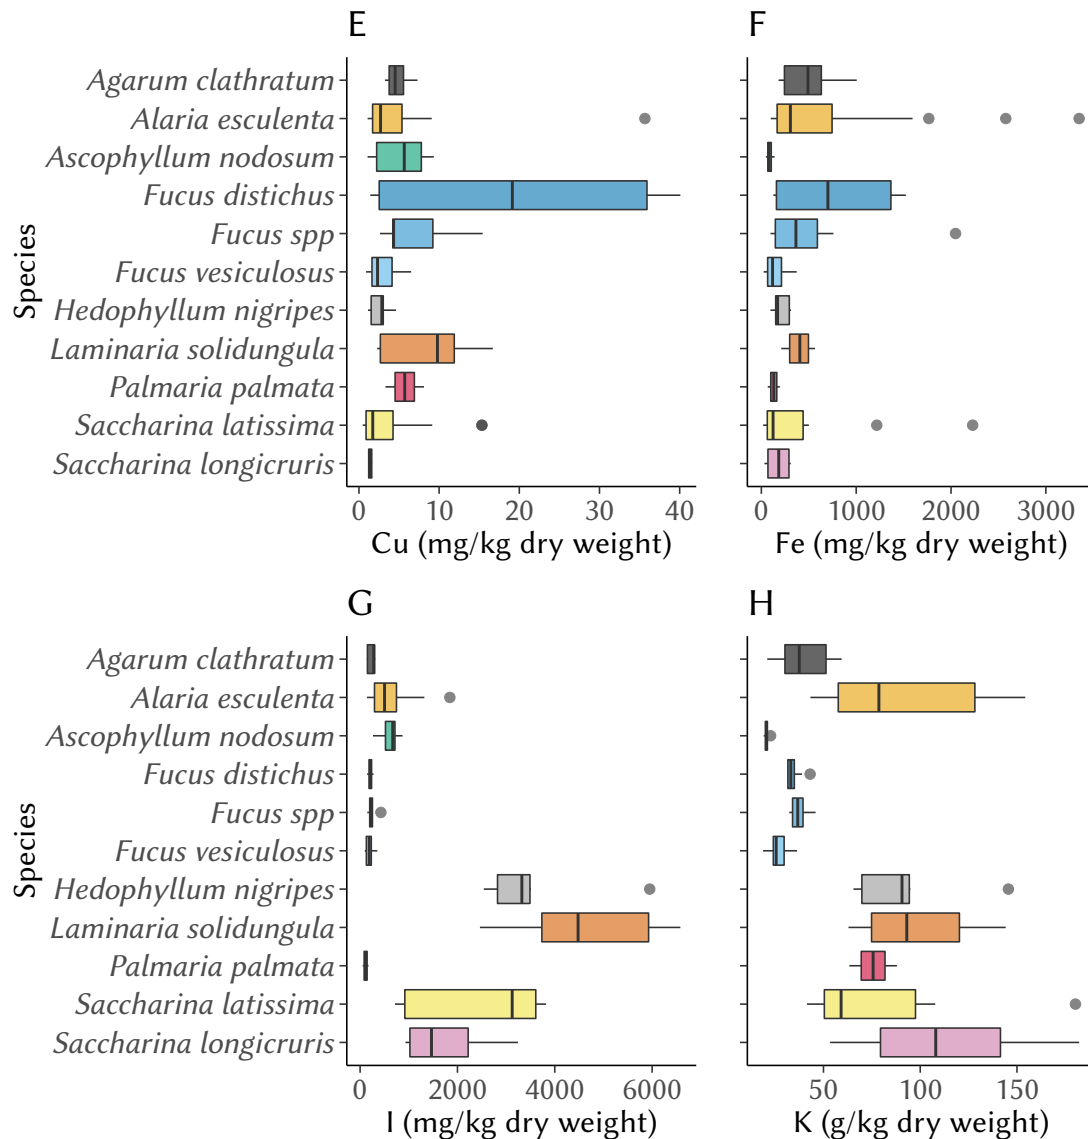 E
F
Agarum clathratum
Alaria esculenta
Ascophyllum nodosum
Fucus distichus
Fucus spp
Fucus vesiculosus
Hedophyllum nigripes
Laminaria solidungula
Palmaria palmata
Saccharina latissima
Saccharina longicruris
Species
0 10 20 30 40
0 1000 2000 3000
Cu (mg/kg dry weight)
Fe (mg/kg dry weight)
G
H
Agarum clathratum
Alaria esculenta
Ascophyllum nodosum
Fucus distichus
Fucus spp
Fucus vesiculosus
Hedophyllum nigripes
Laminaria solidungula
Palmaria palmata
Saccharina latissima
Saccharina longicruris
Species
0 2000 4000 6000
50 100 150
I (mg/kg dry weight)
K (g/kg dry weight)